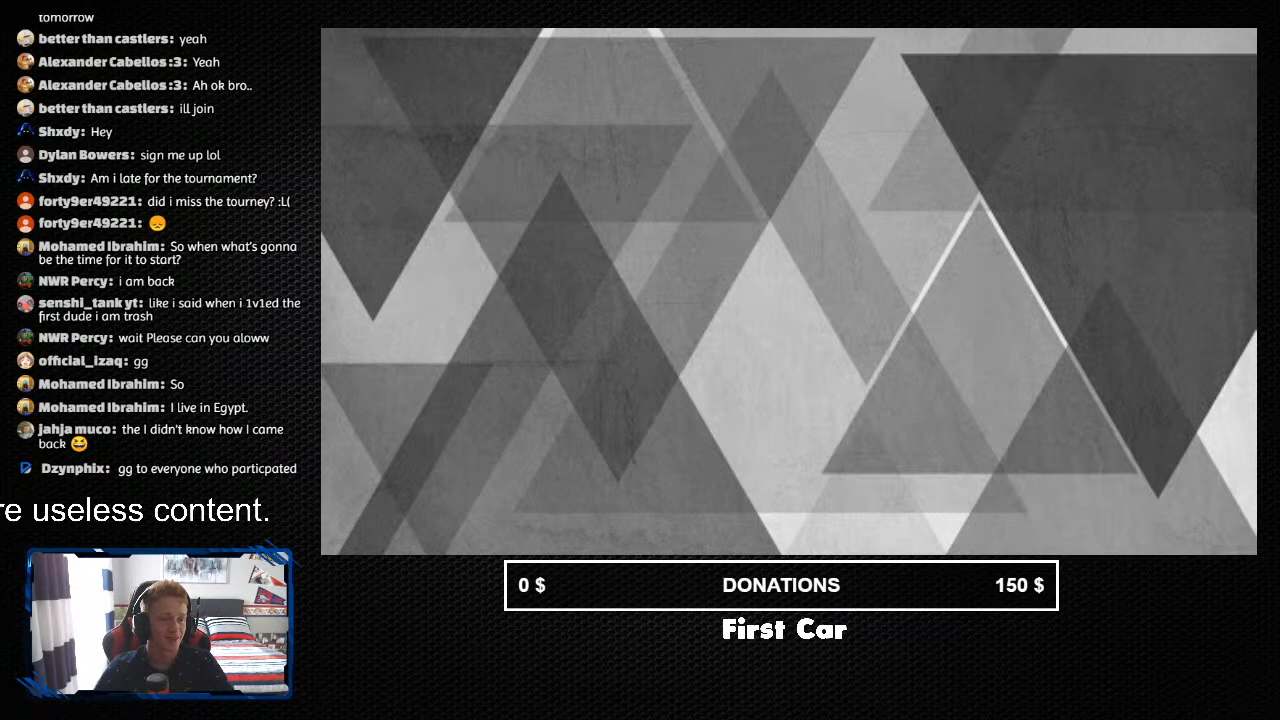 tomorrow
better than castlers: yeah
Alexander Cabellos :3: Yeah
Alexander Cabellos :3: Ah ok bro..
better than castlers: ill join
Shxdy: Hey
Dylan Bowers: sign me up lol
Shxdy: Am i late for the tournament?
forty9er49221: did i miss the tourney? :L(
forty9er49221: 😞
Mohamed Ibrahim: So when what's gonna
be the time for it to start?
NWR Percy: i am back
senshi_tank yt: like i said when i 1v1ed the
first dude i am trash
NWR Percy: wait Please can you aloww
official_izaq: gg
Mohamed Ibrahim: So
Mohamed Ibrahim: I live in Egypt.
jahja muco: the I didn't know how I came
back 😆
Dzynphix: gg to everyone who particpated
re useless content.
0 $ DONATIONS 150 $
First Car